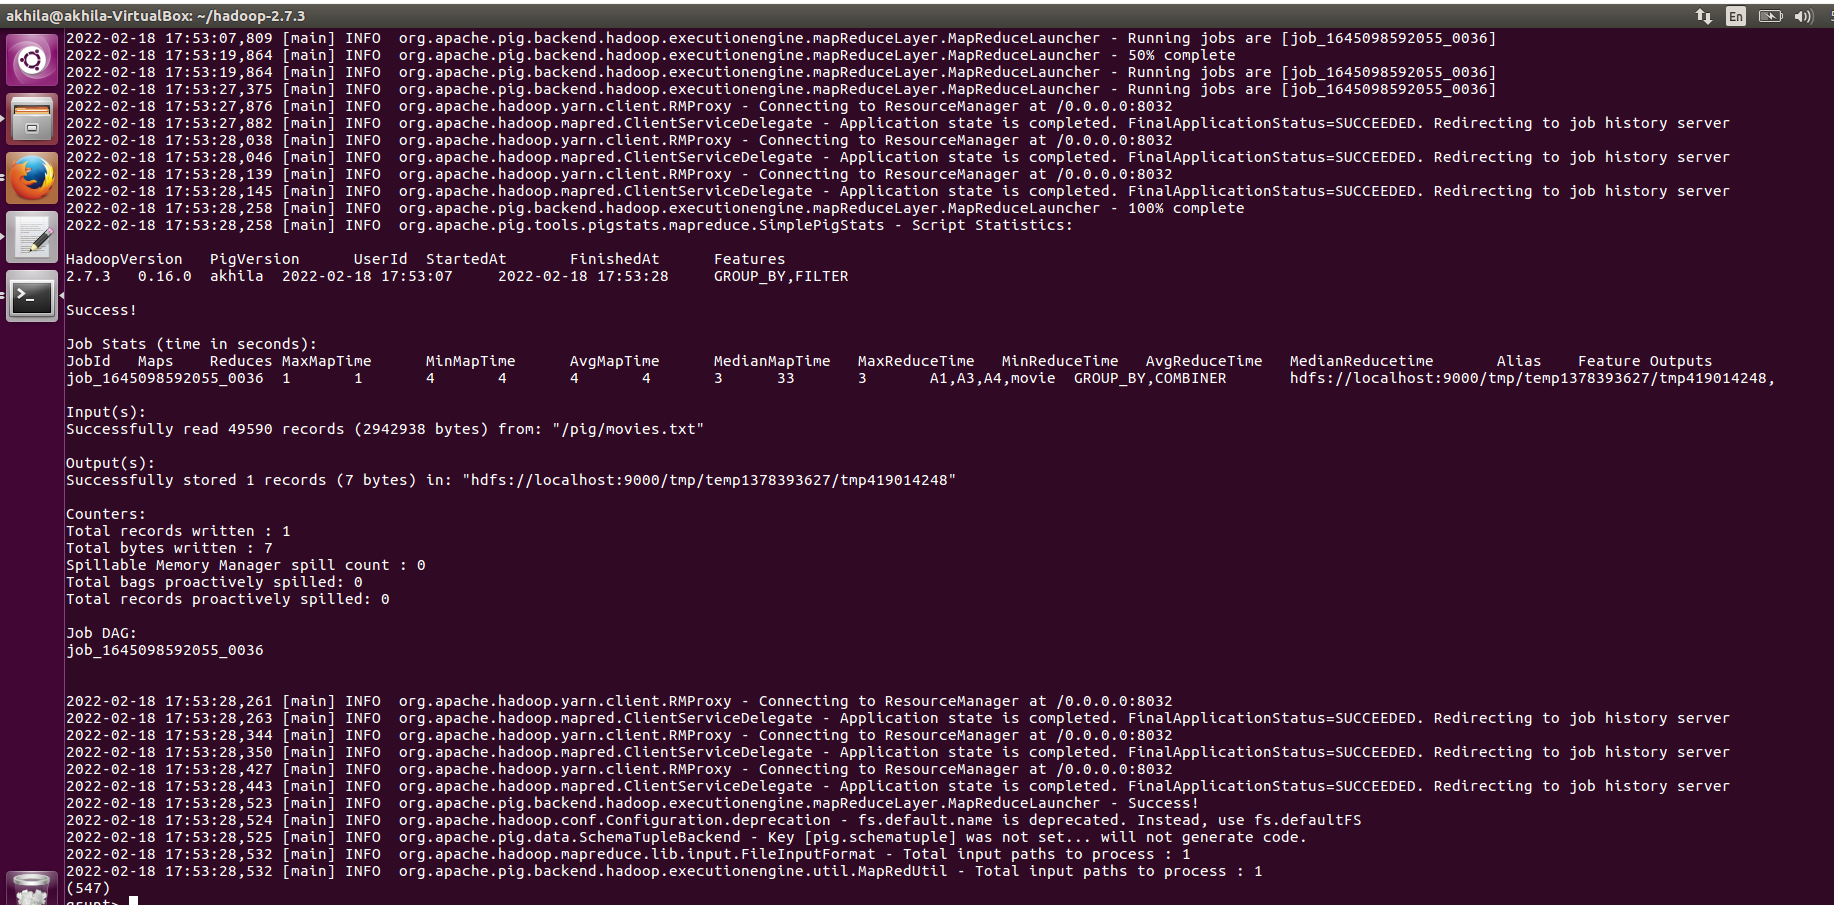 akhila@akhila-VirtualBox: ~/hadoop-2.7.3
En
2022-02-18 17:53:07,809 [main] INFO  org.apache.pig.backend.hadoop.executionengine.mapReduceLayer.MapReduceLauncher - Running jobs are [job_1645098592055_0036]
2022-02-18 17:53:19,864 [main] INFO  org.apache.pig.backend.hadoop.executionengine.mapReduceLayer.MapReduceLauncher - 50% complete
2022-02-18 17:53:19,864 [main] INFO  org.apache.pig.backend.hadoop.executionengine.mapReduceLayer.MapReduceLauncher - Running jobs are [job_1645098592055_0036]
2022-02-18 17:53:27,375 [main] INFO  org.apache.pig.backend.hadoop.executionengine.mapReduceLayer.MapReduceLauncher - Running jobs are [job_1645098592055_0036]
2022-02-18 17:53:27,876 [main] INFO  org.apache.hadoop.yarn.client.RMProxy - Connecting to ResourceManager at /0.0.0.0:8032
2022-02-18 17:53:27,882 [main] INFO  org.apache.hadoop.mapred.ClientServiceDelegate - Application state is completed. FinalApplicationStatus=SUCCEEDED. Redirecting to job history server
2022-02-18 17:53:28,038 [main] INFO  org.apache.hadoop.yarn.client.RMProxy - Connecting to ResourceManager at /0.0.0.0:8032
2022-02-18 17:53:28,046 [main] INFO  org.apache.hadoop.mapred.ClientServiceDelegate - Application state is completed. FinalApplicationStatus=SUCCEEDED. Redirecting to job history server
2022-02-18 17:53:28,139 [main] INFO  org.apache.hadoop.yarn.client.RMProxy - Connecting to ResourceManager at /0.0.0.0:8032
2022-02-18 17:53:28,145 [main] INFO  org.apache.hadoop.mapred.ClientServiceDelegate - Application state is completed. FinalApplicationStatus=SUCCEEDED. Redirecting to job history server
2022-02-18 17:53:28,258 [main] INFO  org.apache.pig.backend.hadoop.executionengine.mapReduceLayer.MapReduceLauncher - 100% complete
2022-02-18 17:53:28,258 [main] INFO  org.apache.pig.tools.pigstats.mapreduce.SimplePigStats - Script Statistics:
HadoopVersion   PigVersion      UserId  StartedAt       FinishedAt      Features
2.7.3   0.16.0  akhila  2022-02-18 17:53:07     2022-02-18 17:53:28     GROUP_BY,FILTER
Success!
Job Stats (time in seconds):
JobId   Maps    Reduces MaxMapTime      MinMapTime      AvgMapTime      MedianMapTime   MaxReduceTime   MinReduceTime   AvgReduceTime   MedianReducetime       Alias    Feature Outputs
job_1645098592055_0036  1       1       4       4       4       4       3      33       3       A1,A3,A4,movie  GROUP_BY,COMBINER       hdfs://localhost:9000/tmp/temp1378393627/tmp419014248,
Input(s):
Successfully read 49590 records (2942938 bytes) from: "/pig/movies.txt"
Output(s):
Successfully stored 1 records (7 bytes) in: "hdfs://localhost:9000/tmp/temp1378393627/tmp419014248"
Counters:
Total records written : 1
Total bytes written : 7
Spillable Memory Manager spill count : 0
Total bags proactively spilled: 0
Total records proactively spilled: 0
Job DAG:
job_1645098592055_0036
2022-02-18 17:53:28,261 [main] INFO  org.apache.hadoop.yarn.client.RMProxy - Connecting to ResourceManager at /0.0.0.0:8032
2022-02-18 17:53:28,263 [main] INFO  org.apache.hadoop.mapred.ClientServiceDelegate - Application state is completed. FinalApplicationStatus=SUCCEEDED. Redirecting to job history server
2022-02-18 17:53:28,344 [main] INFO  org.apache.hadoop.yarn.client.RMProxy - Connecting to ResourceManager at /0.0.0.0:8032
2022-02-18 17:53:28,350 [main] INFO  org.apache.hadoop.mapred.ClientServiceDelegate - Application state is completed. FinalApplicationStatus=SUCCEEDED. Redirecting to job history server
2022-02-18 17:53:28,427 [main] INFO  org.apache.hadoop.yarn.client.RMProxy - Connecting to ResourceManager at /0.0.0.0:8032
2022-02-18 17:53:28,443 [main] INFO  org.apache.hadoop.mapred.ClientServiceDelegate - Application state is completed. FinalApplicationStatus=SUCCEEDED. Redirecting to job history server
2022-02-18 17:53:28,523 [main] INFO  org.apache.pig.backend.hadoop.executionengine.mapReduceLayer.MapReduceLauncher - Success!
2022-02-18 17:53:28,524 [main] INFO  org.apache.hadoop.conf.Configuration.deprecation - fs.default.name is deprecated. Instead, use fs.defaultFS
2022-02-18 17:53:28,525 [main] INFO  org.apache.pig.data.SchemaTupleBackend - Key [pig.schematuple] was not set... will not generate code.
2022-02-18 17:53:28,532 [main] INFO  org.apache.hadoop.mapreduce.lib.input.FileInputFormat - Total input paths to process : 1
2022-02-18 17:53:28,532 [main] INFO  org.apache.pig.backend.hadoop.executionengine.util.MapRedUtil - Total input paths to process : 1
(547)
grunt>